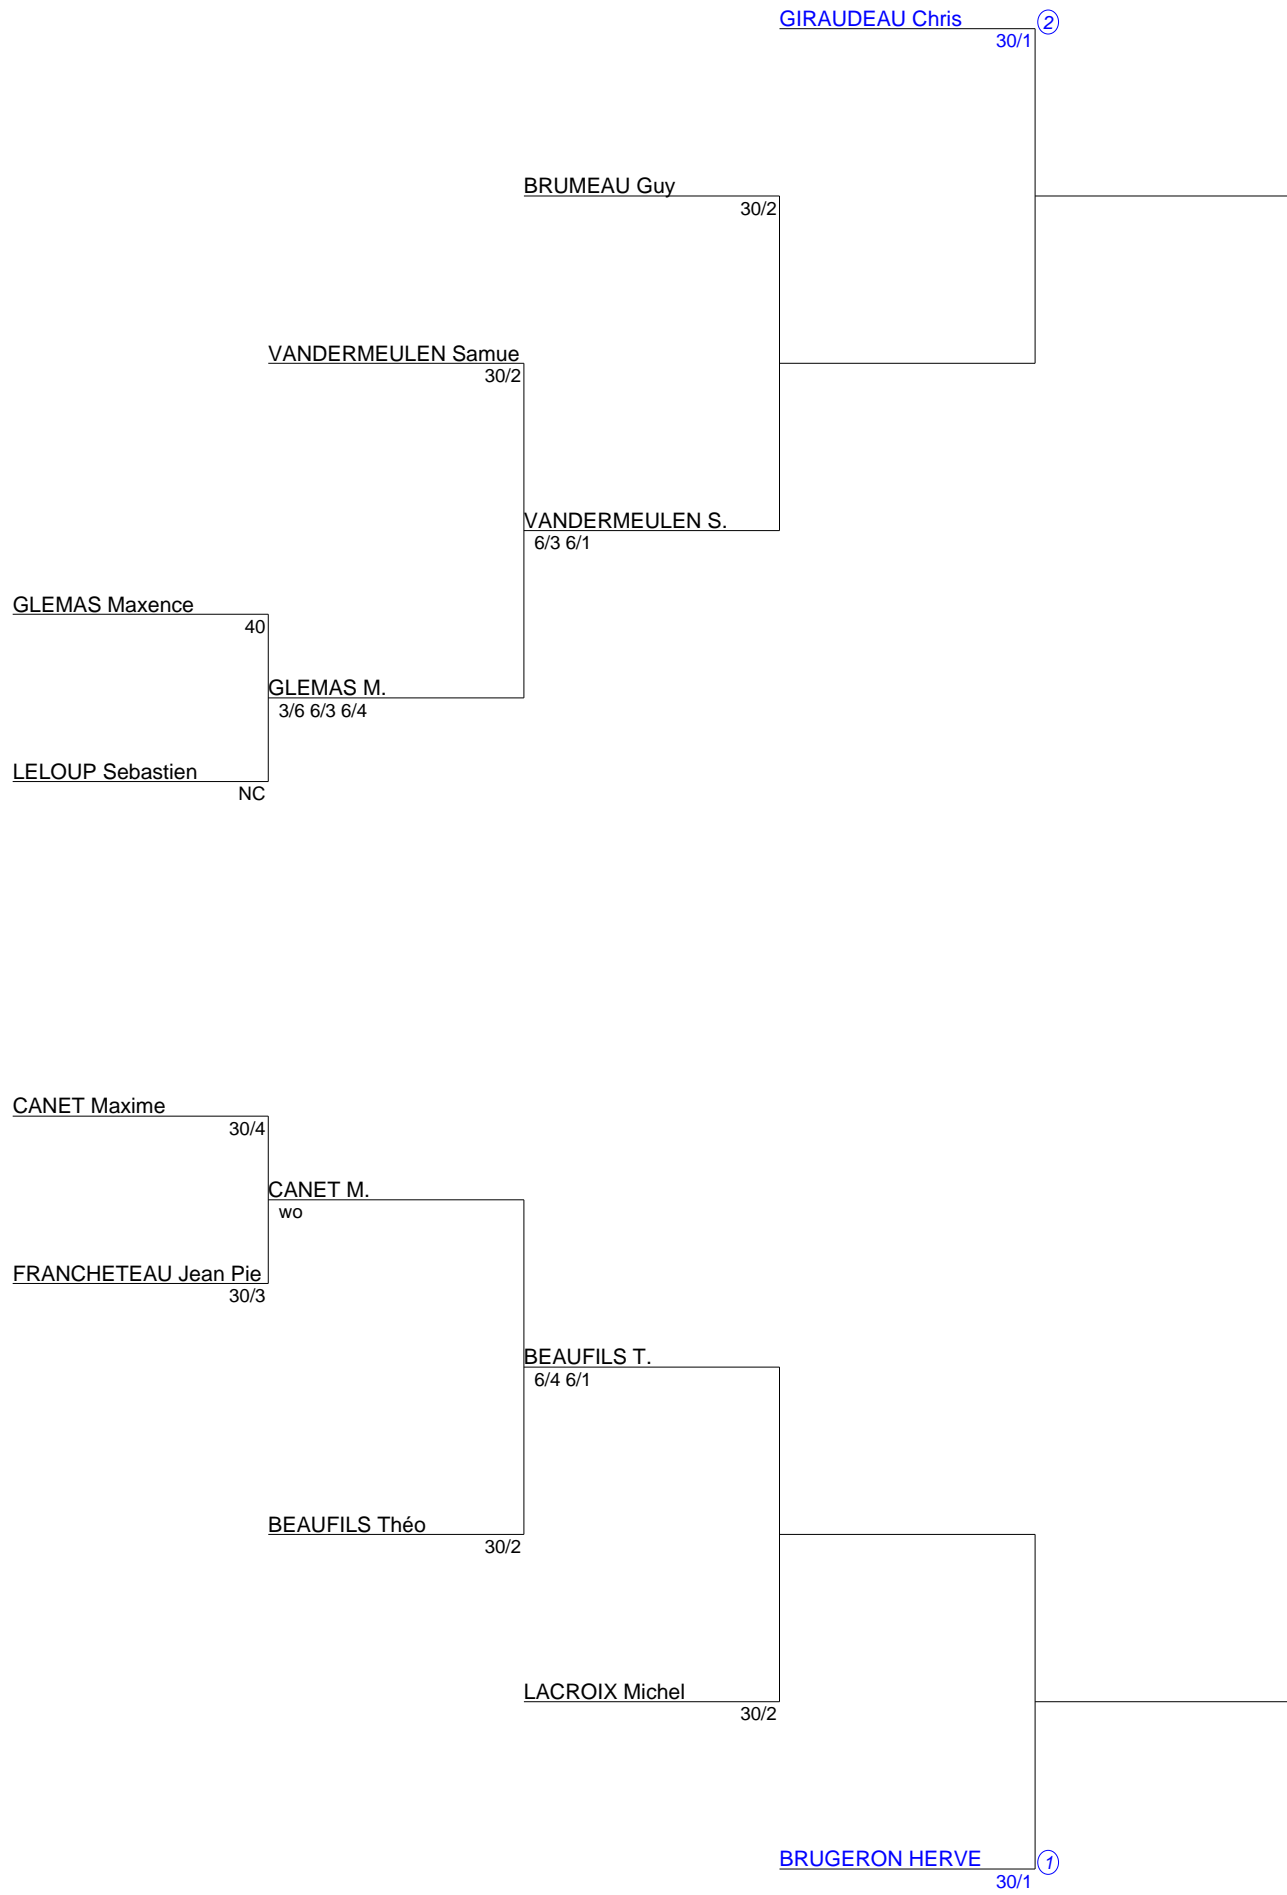 GIRAUDEAU Chris
2
30/1
BRUMEAU Guy
30/2
VANDERMEULEN Samue
30/2
VANDERMEULEN S.
6/3 6/1
GLEMAS Maxence
40
GLEMAS M.
3/6 6/3 6/4
LELOUP Sebastien
NC
CANET Maxime
30/4
CANET M.
wo
FRANCHETEAU Jean Pie
30/3
BEAUFILS T.
6/4 6/1
BEAUFILS Théo
30/2
LACROIX Michel
30/2
BRUGERON HERVE
1
30/1